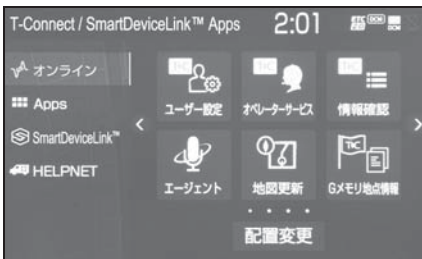 T-Connect / SmartDeviceLink™ Apps
2:01
オンライン
Apps
SmartDeviceLink™
HELPNET
ユーザー設定
オペレーターサービス
情報確認
エージェント
地図更新
Gメモリ地点情報
配置変更